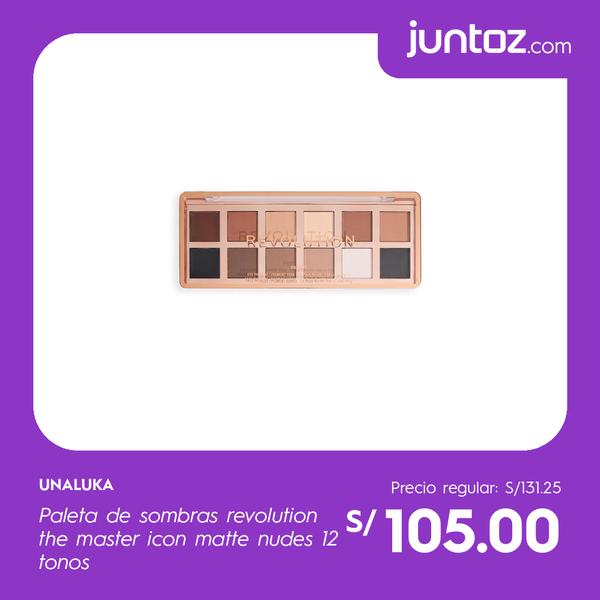 juntoz.com
REVOLUTION
UNALUKA
Paleta de sombras revolution
the master icon matte nudes 12
tonos
Precio regular: S/131.25
S/105.00